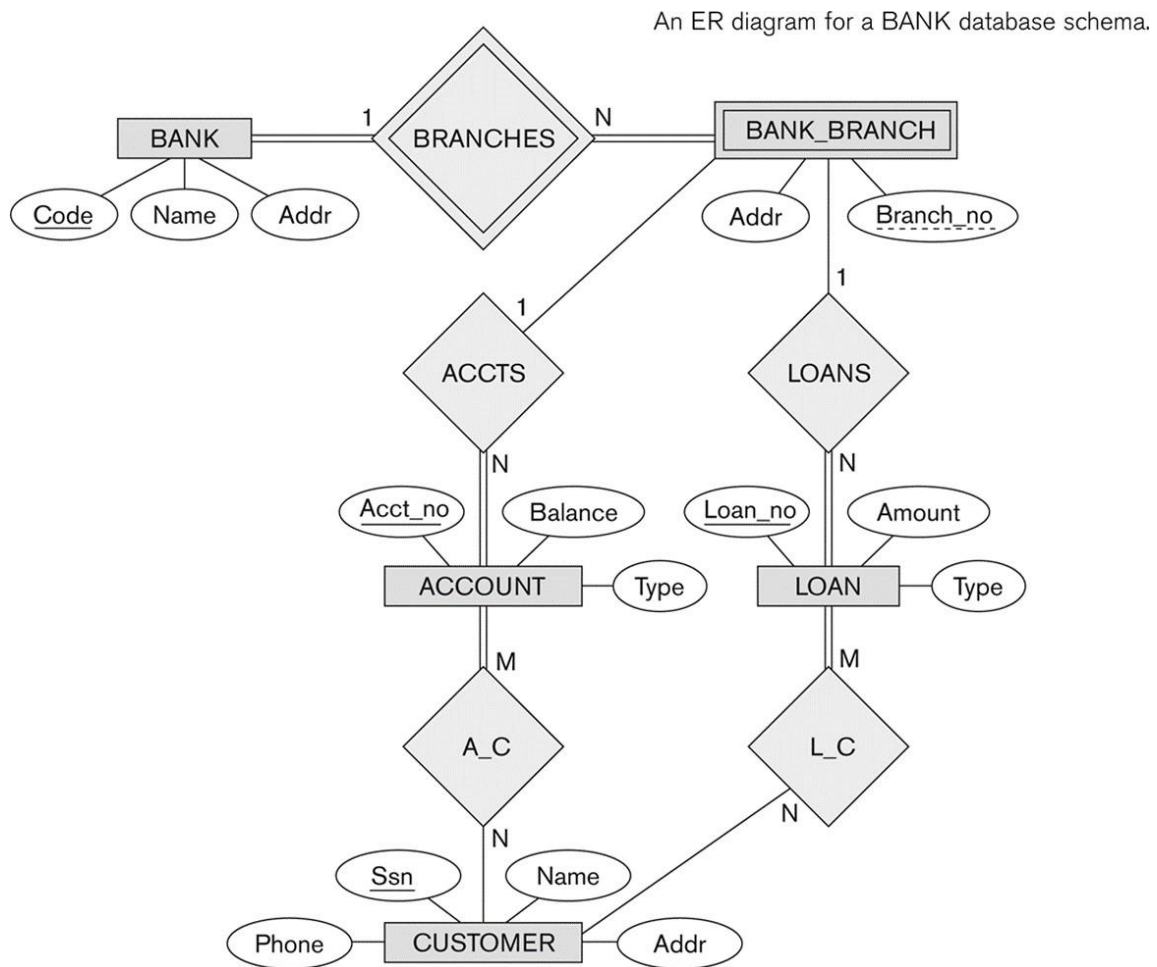 An ER diagram for a BANK database schema.
1
N
BANK
BRANCHES
BANK_BRANCH
Code
Name
Addr
Addr
Branch_no
1
1
ACCTS
LOANS
N
N
Acct_no
Balance
Loan_no
Amount
ACCOUNT
Type
LOAN
Type
M
M
A_C
L_C
N
N
Ssn
Name
Phone
CUSTOMER
Addr